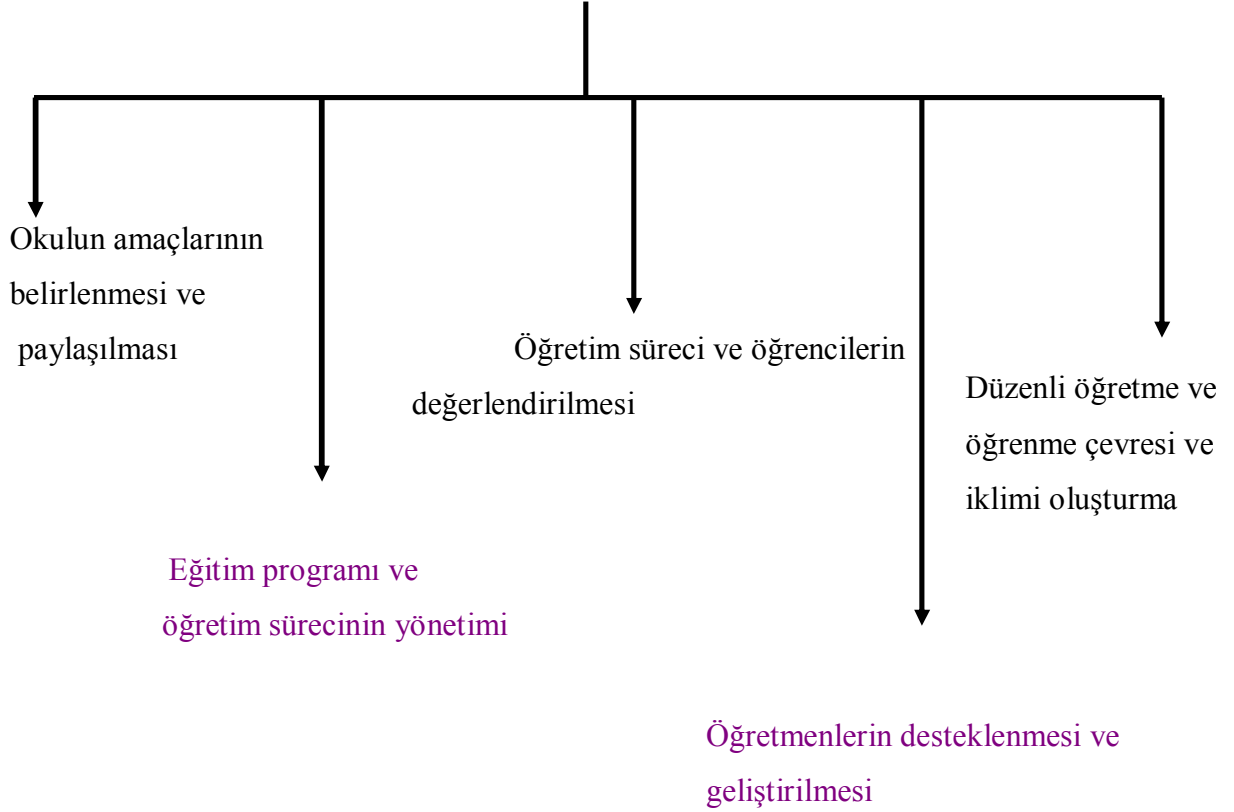 Okulun amaçlarının
belirlenmesi ve
paylaşılması
Eğitim programı ve
öğretim sürecinin yönetimi
Öğretim süreci ve öğrencilerin
değerlendirilmesi
Öğretmenlerin desteklenmesi ve
geliştirilmesi
Düzenli öğretme ve
öğrenme çevresi ve
iklimi oluşturma